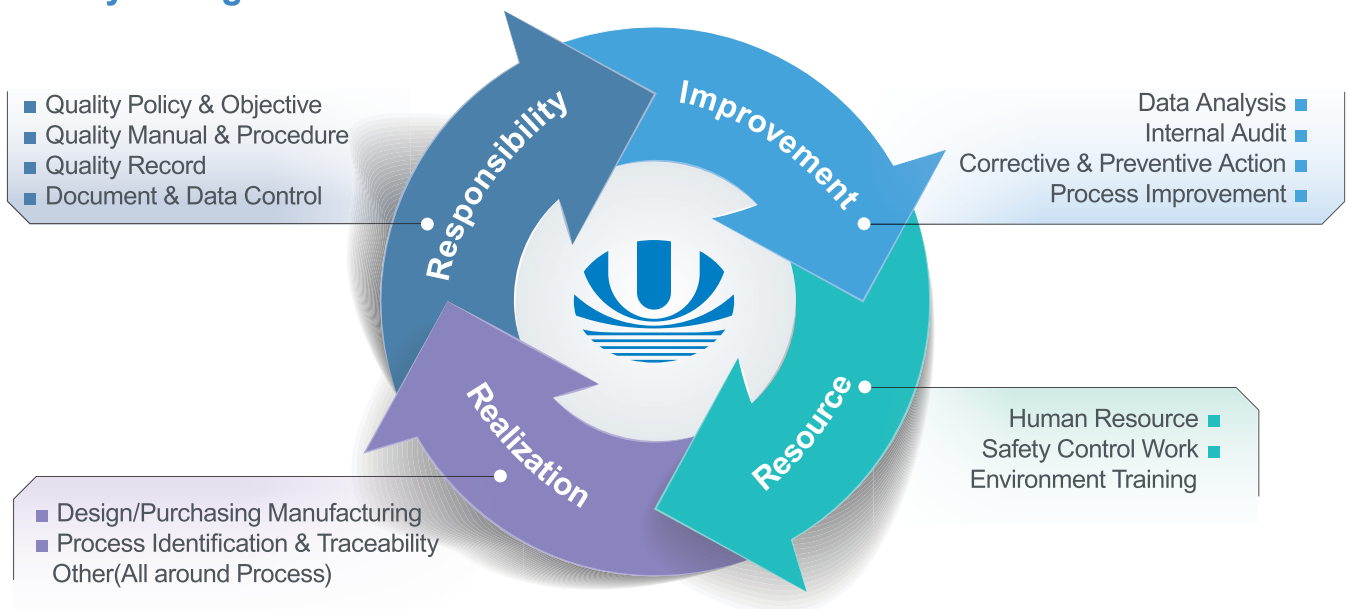 Quality Policy & Objective
Quality Manual & Procedure
Quality Record
Document & Data Control
Responsibility
Improvement
Data Analysis
Internal Audit
Corrective & Preventive Action
Process Improvement
Resource
Human Resource
Safety Control Work
Environment Training
Realization
Design/Purchasing Manufacturing
Process Identification & Traceability
Other(All around Process)